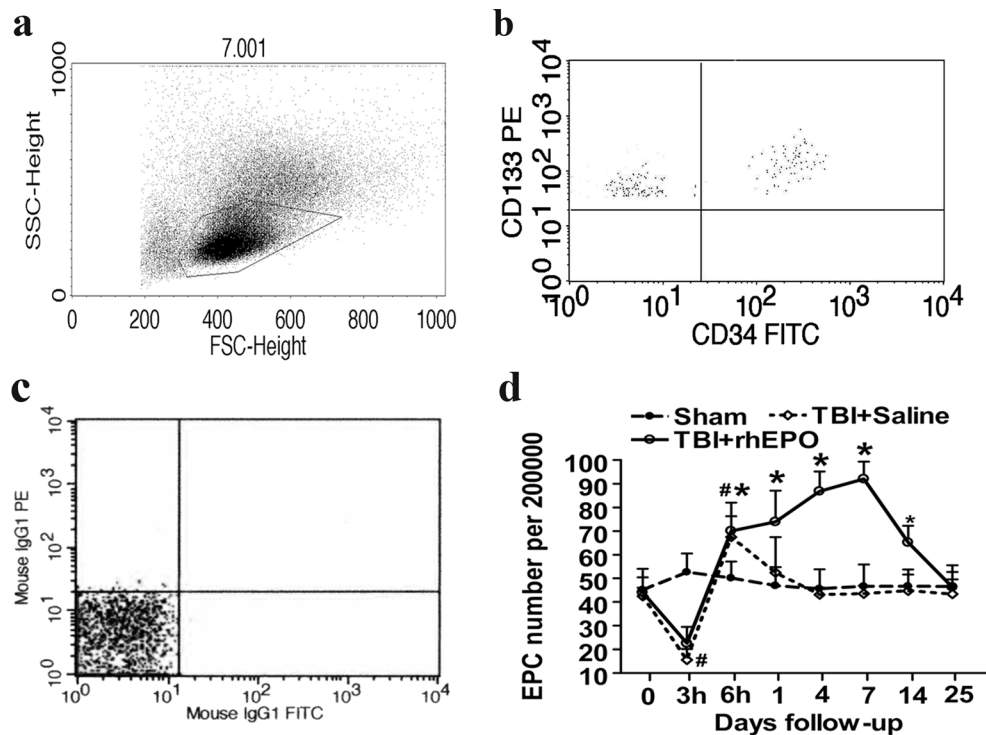 a
7.001
1000
SSC-Height
0
0 200 400 600 800 1000
FSC-Height
b
10^4
10^3
10^2
10^1
10^0
CD133 PE
10^0 10^1 10^2 10^3 10^4
CD34 FITC
c
10^4
10^3
10^2
10^1
10^0
Mouse IgG1 PE
10^0 10^1 10^2 10^3 10^4
Mouse IgG1 FITC
d
Sham TBI+Saline
TBI+rhEPO
EPC number per 200000
100
90
80
70
60
50
40
30
20
10
#* * * * *
#
0 3h 6h 1 4 7 14 25
Days follow-up